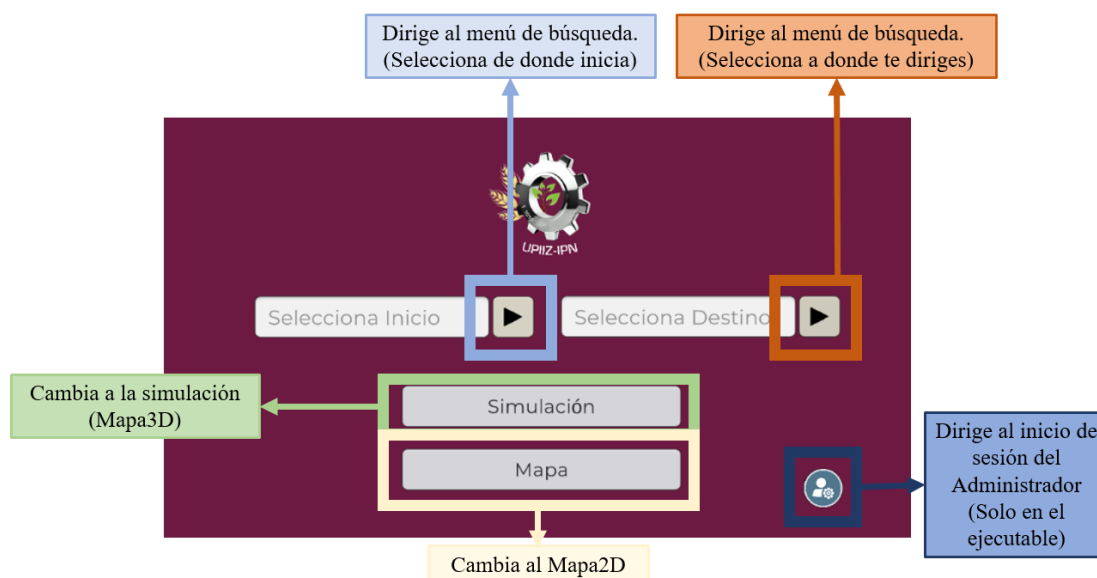 Dirige al menú de búsqueda.
(Selecciona de donde inicia)
Dirige al menú de búsqueda.
(Selecciona a donde te diriges)
UPIIZ-IPN
Selecciona Inicio
Selecciona Destino
Cambia a la simulación
(Mapa3D)
Simulación
Mapa
Dirige al inicio de
sesión del
Administrador
(Solo en el
ejecutable)
Cambia al Mapa2D